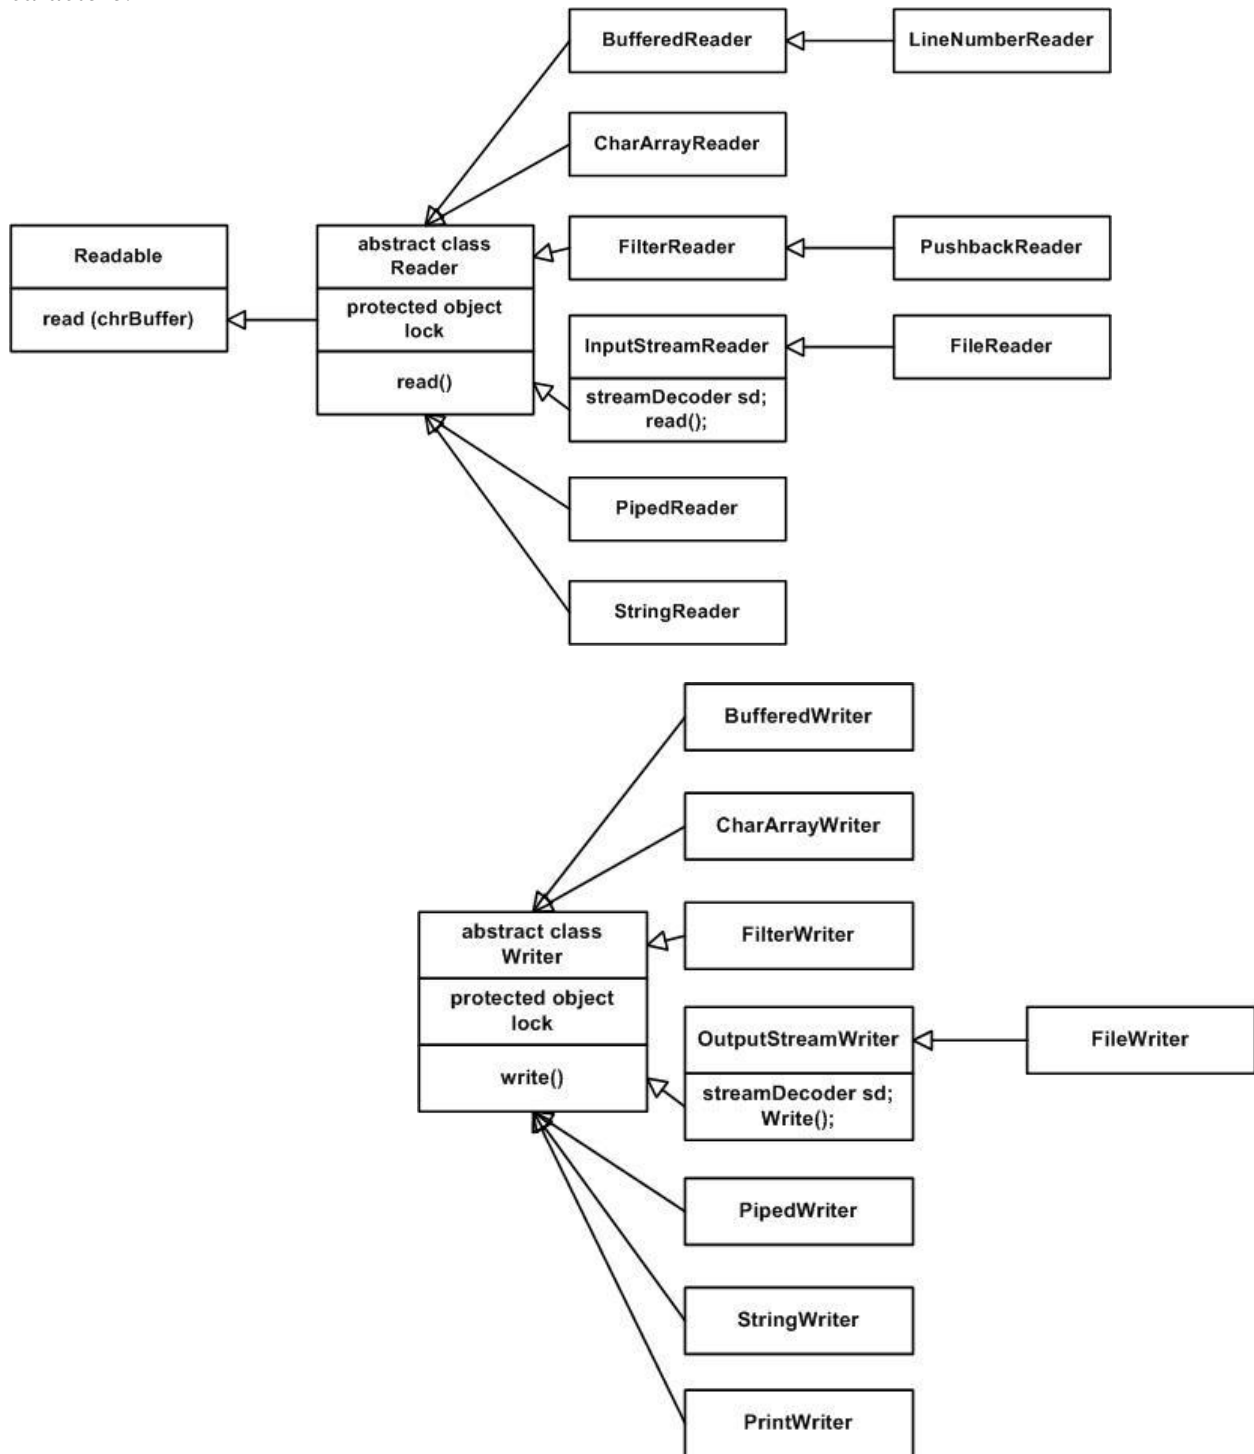 BufferedReader
LineNumberReader
CharArrayReader
Readable
read (chrBuffer)
abstract class
Reader
protected object
lock
read()
FilterReader
PushbackReader
InputStreamReader
streamDecoder sd;
read();
FileReader
PipedReader
StringReader
BufferedWriter
CharArrayWriter
abstract class
Writer
protected object
lock
write()
FilterWriter
OutputStreamWriter
streamDecoder sd;
Write();
FileWriter
PipedWriter
StringWriter
PrintWriter